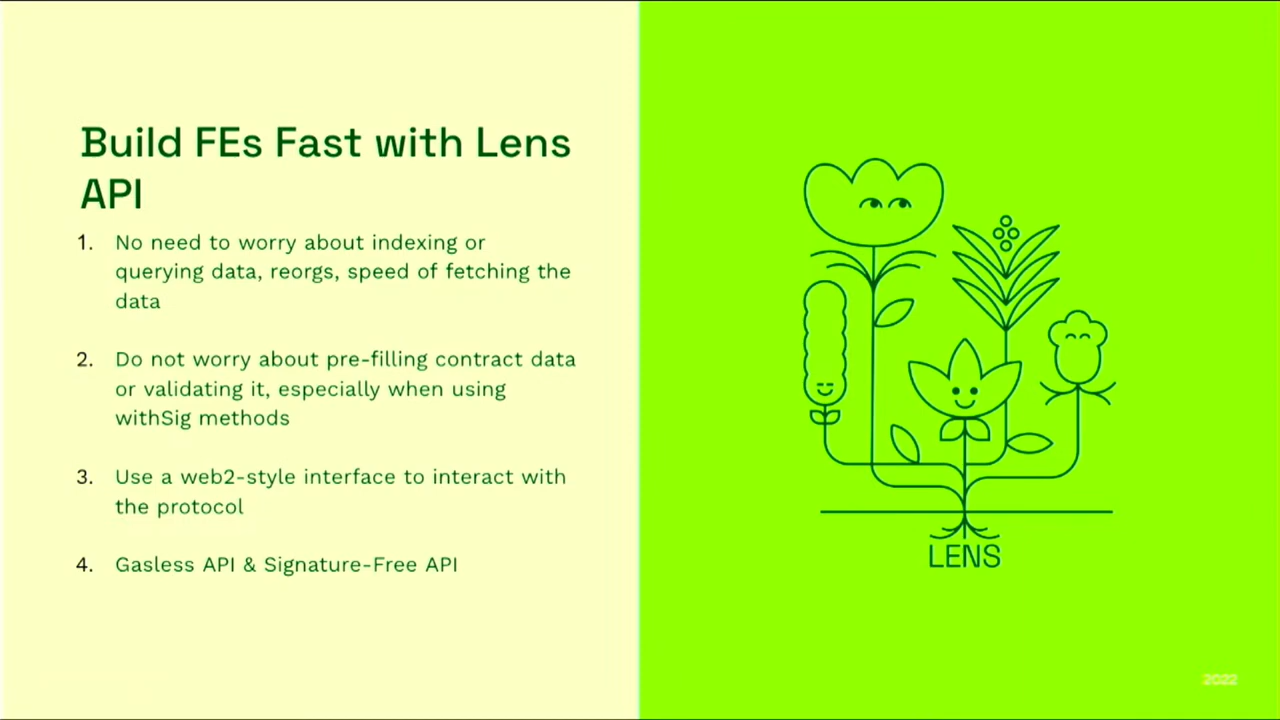 Build FEs Fast with Lens
API
1. No need to worry about indexing or
querying data, reorgs, speed of fetching the
data
2. Do not worry about pre-filling contract data
or validating it, especially when using
withSig methods
3. Use a web2-style interface to interact with
the protocol
4. Gasless API & Signature-Free API
LENS
2022